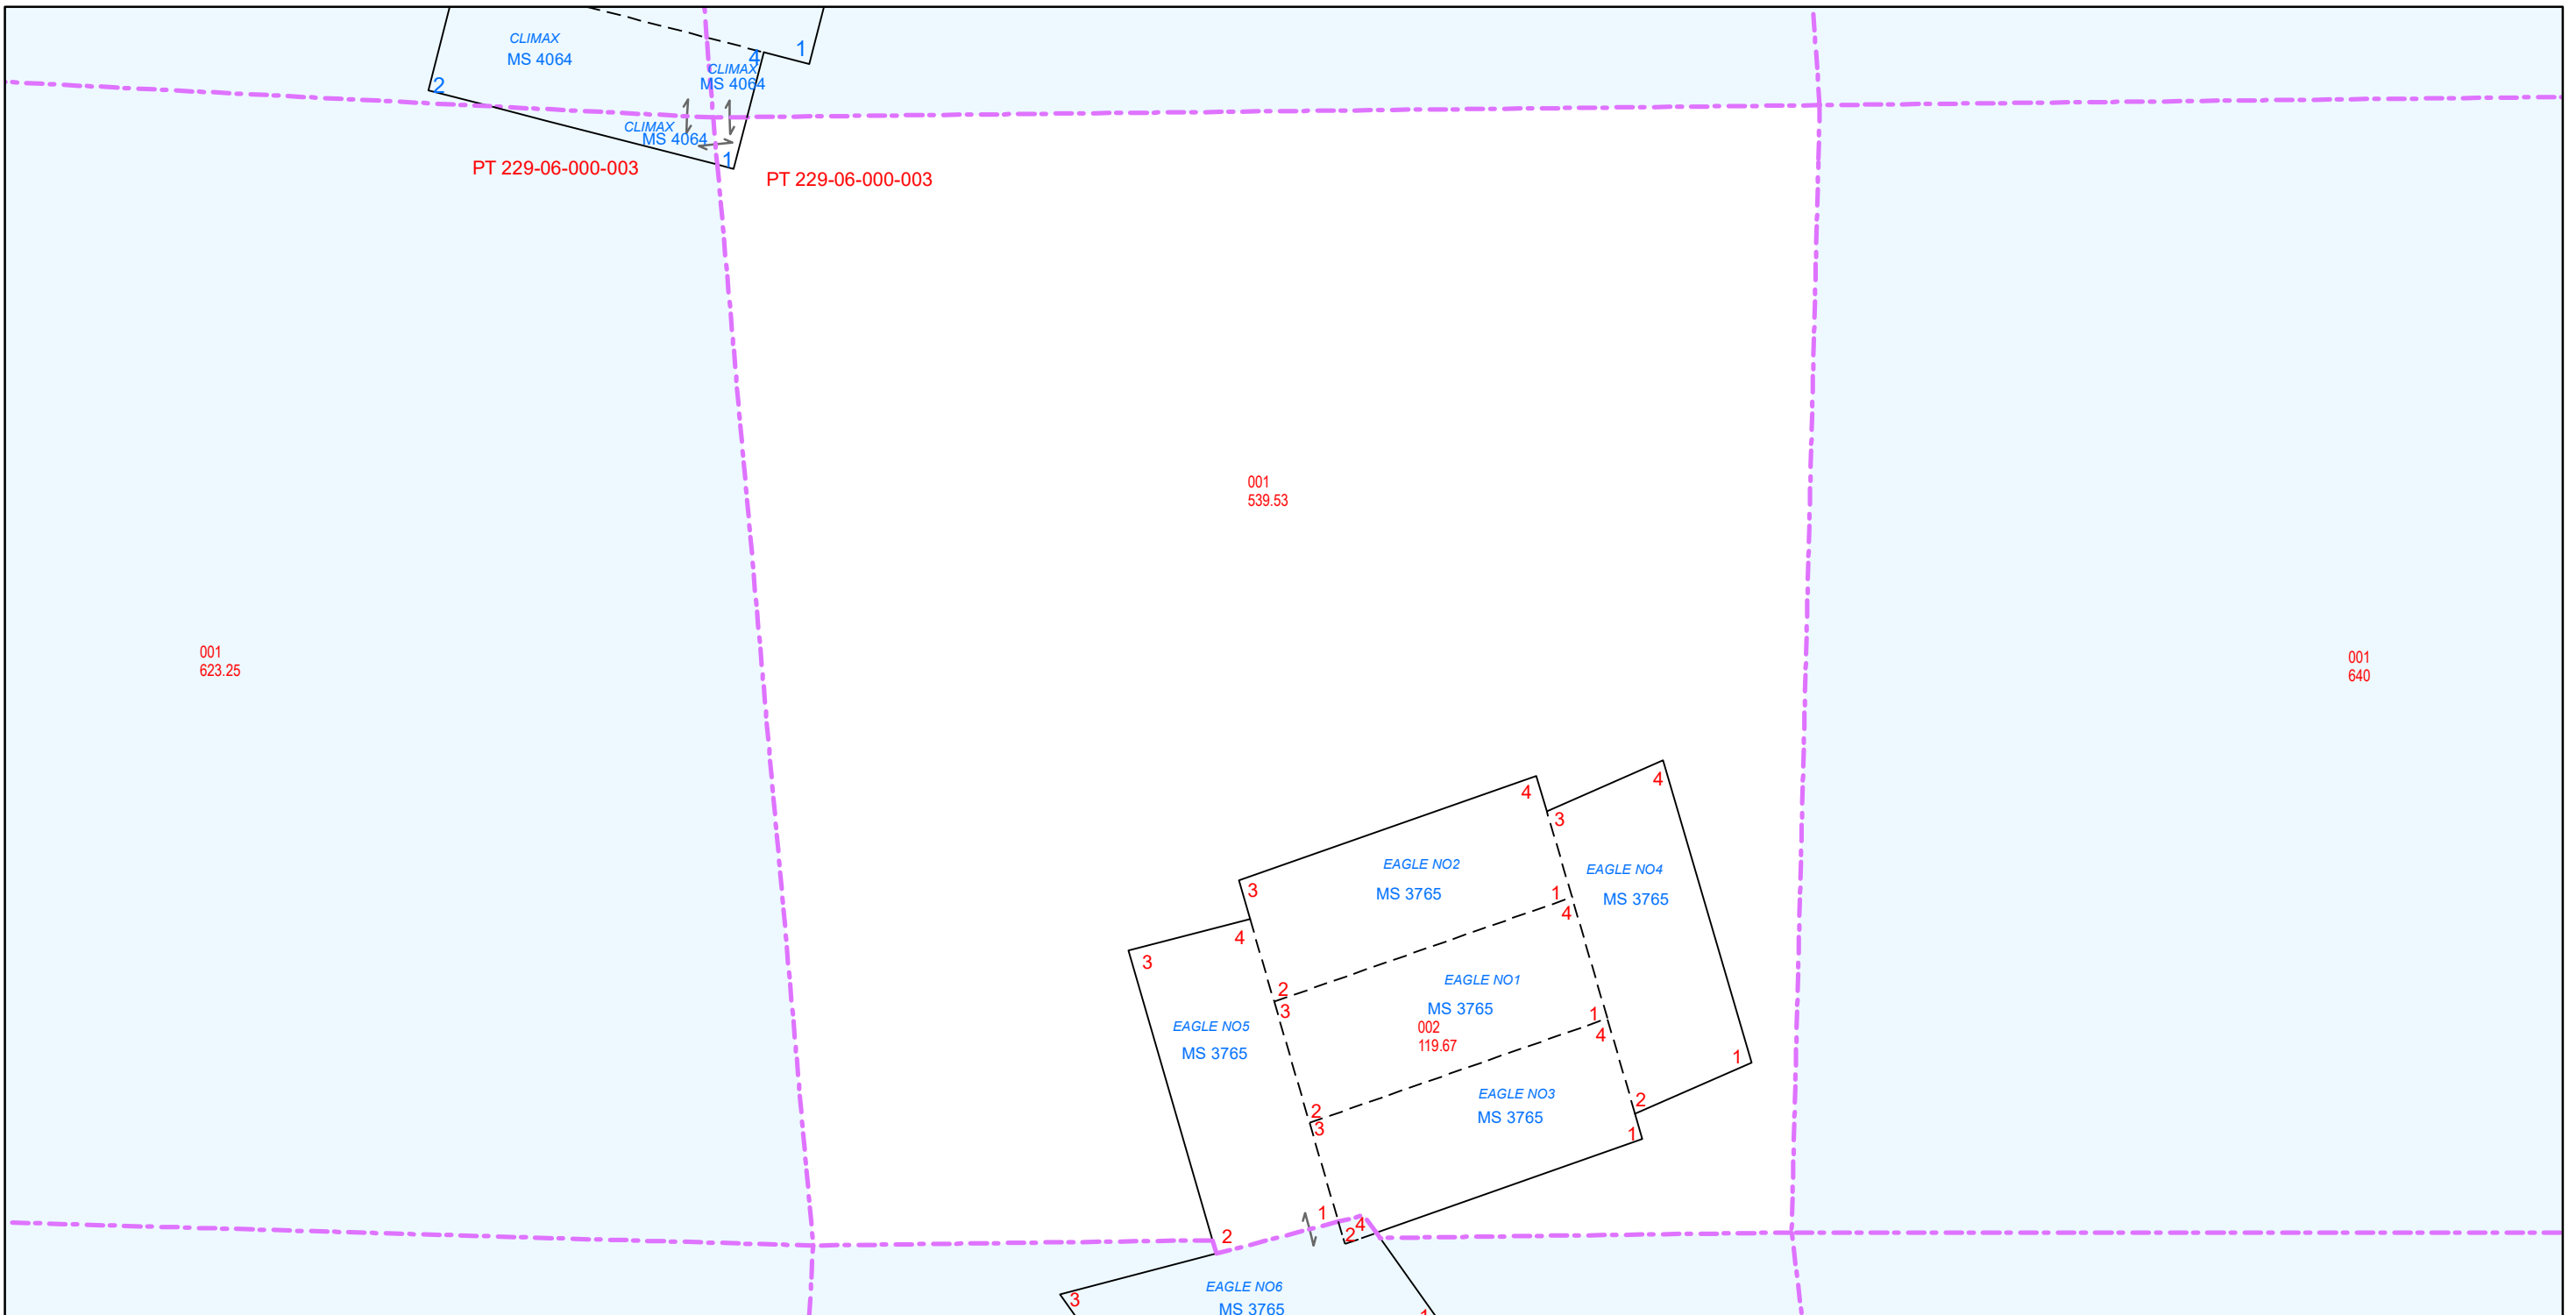 CLIMAX
MS 4064
2
4
1
CLIMAX
MS 4064
CLIMAX
MS 4064
1
PT 229-06-000-003
PT 229-06-000-003
001
539.53
001
623.25
001
640
4
4
3
EAGLE NO2
MS 3765
EAGLE NO4
MS 3765
3
1
4
4
3
2
3
EAGLE NO1
MS 3765
002
119.67
1
4
EAGLE NO5
MS 3765
1
2
3
EAGLE NO3
MS 3765
2
1
1
2
4
2
EAGLE NO6
MS 3765
3
1